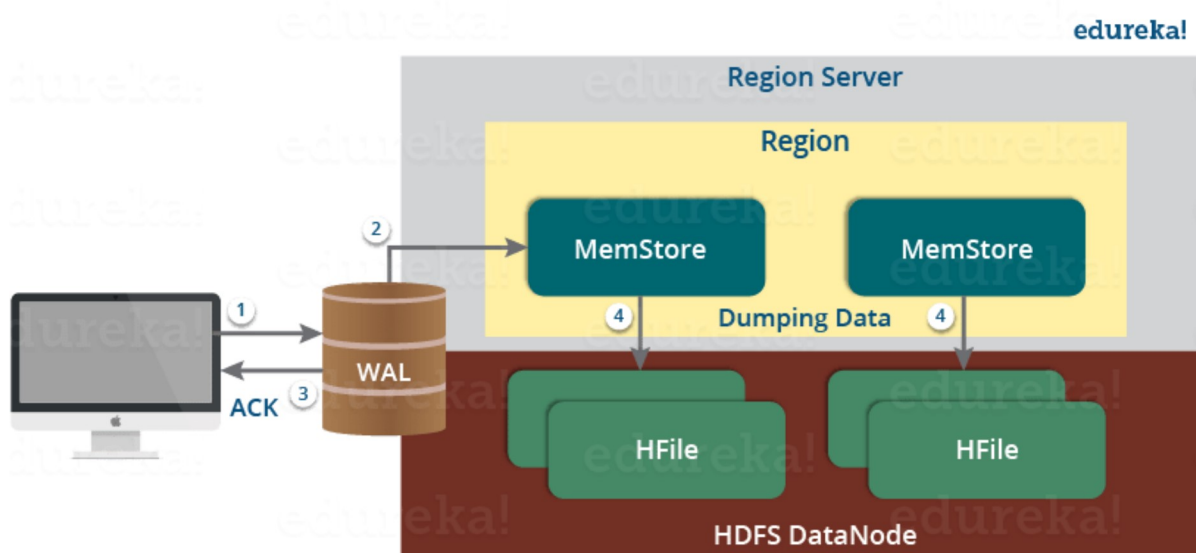 edureka!
Region Server
Region
2
MemStore
MemStore
1
4
Dumping Data
4
WAL
3
ACK
HFile
HFile
HDFS DataNode